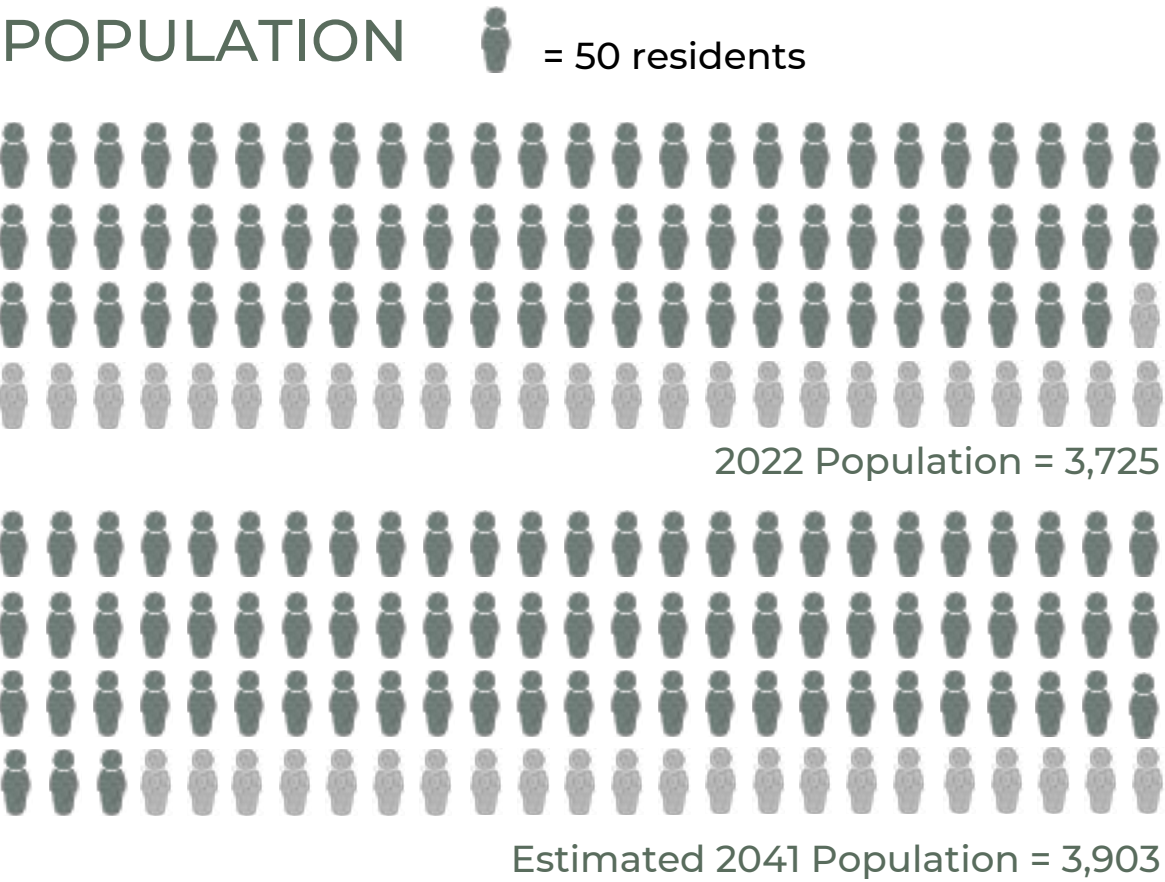 POPULATION
= 50 residents
2022 Population = 3,725
Estimated 2041 Population = 3,903